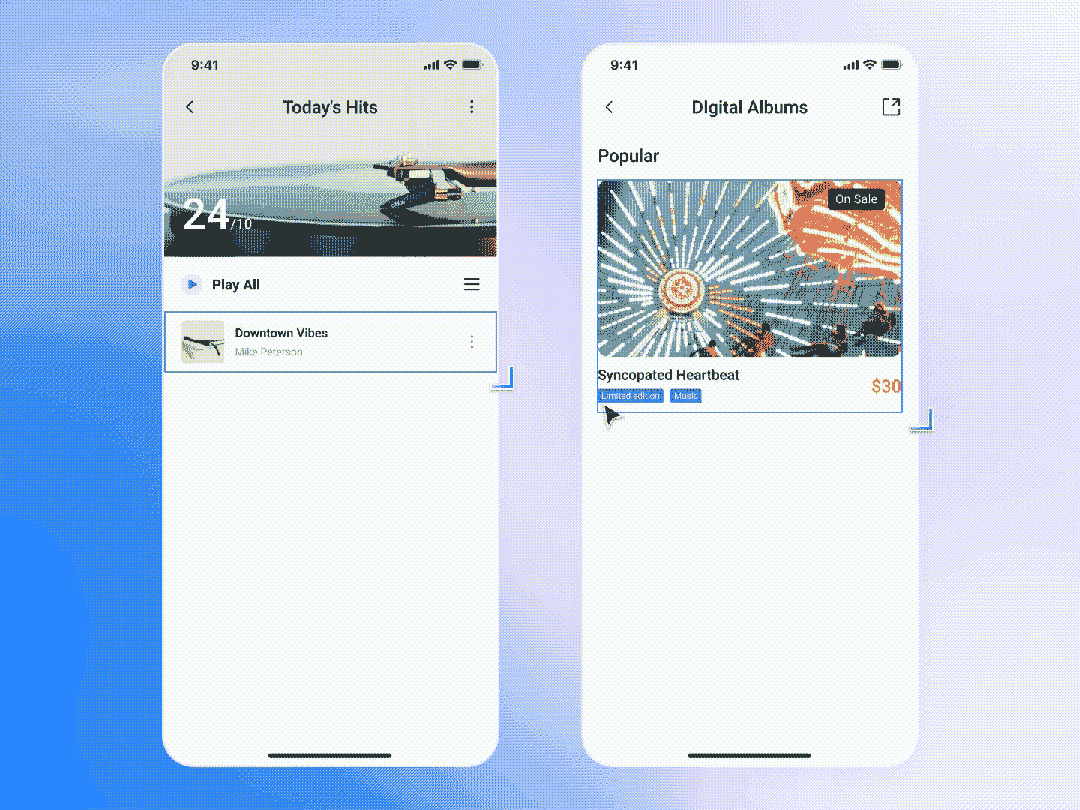 9:41
Today's Hits
24/10
Play All
Downtown Vibes
Mike Peterson
9:41
DIgital Albums
Popular
On Sale
Syncopated Heartbeat
$30
Limited edition Music